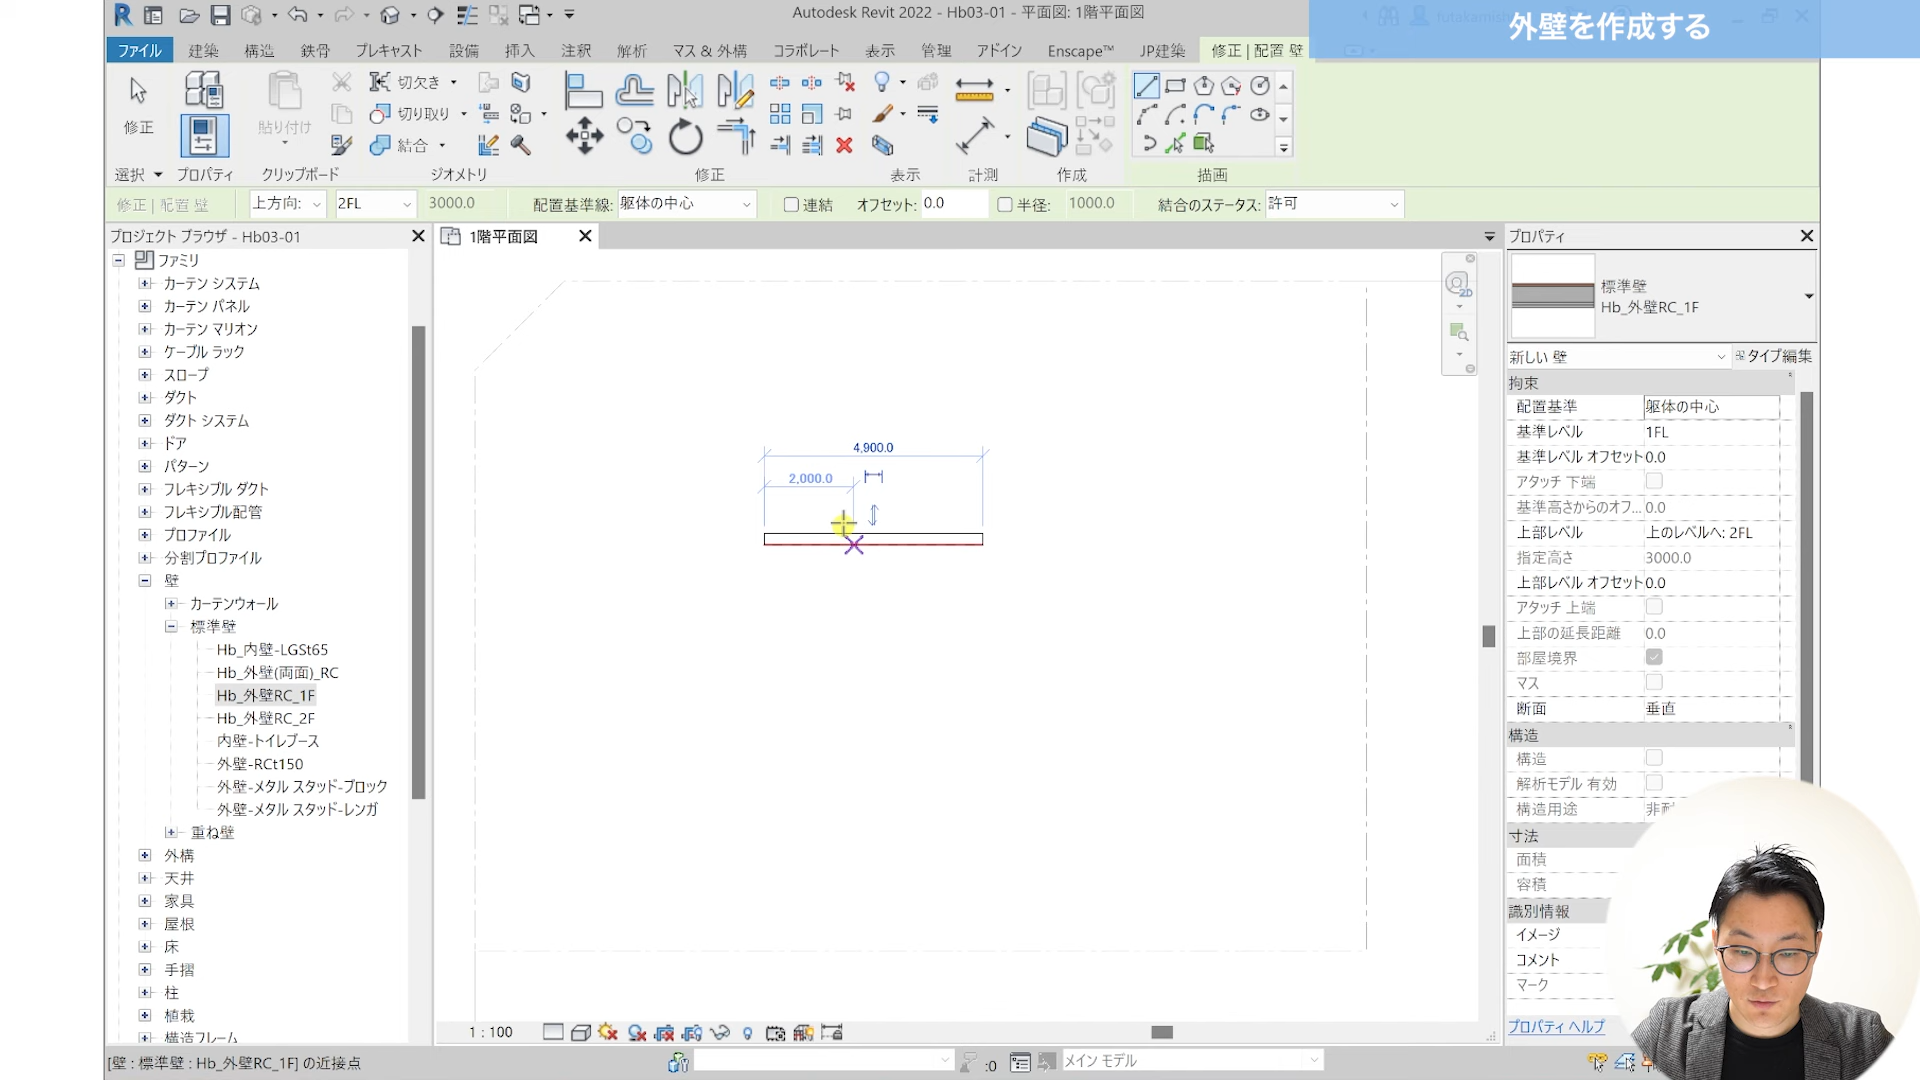 Autodesk Revit 2022 - Hb03-01 - 平面図: 1階平面図
外壁を作成する
ファイル 建築 構造 鉄骨 プレキャスト 設備 挿入 注釈 解析 マス & 外構 コラボレート 表示 管理 アドイン Enscape™ JP建築 修正 | 配置 壁
修正
貼り付け
切欠き
切り取り
結合
選択 プロパティ クリップボード ジオメトリ 修正 表示 計測 作成 描画
修正 | 配置 壁 上方向: 2FL 3000.0 配置基準線: 躯体の中心 連結 オフセット: 0.0 半径: 1000.0 結合のステータス: 許可
プロジェクト ブラウザ - Hb03-01
ファミリ
カーテン システム
カーテン パネル
カーテン マリオン
ケーブル ラック
スロープ
ダクト
ダクト システム
ドア
パターン
フレキシブル ダクト
フレキシブル配管
プロファイル
分割プロファイル
壁
カーテンウォール
標準壁
Hb_内壁-LGSt65
Hb_外壁(両面)_RC
Hb_外壁RC_1F
Hb_外壁RC_2F
内壁-トイレブース
外壁-RCt150
外壁-メタル スタッド-ブロック
外壁-メタル スタッド-レンガ
重ね壁
外構
天井
家具
屋根
床
手摺
柱
植栽
構造フレーム
1階平面図
2D
4,900.0
2,000.0
1 : 100
プロパティ
標準壁
Hb_外壁RC_1F
新しい 壁 タイプ編集
拘束
配置基準 躯体の中心
基準レベル 1FL
基準レベル オフセット 0.0
アタッチ 下端
基準高さからのオフ... 0.0
上部レベル 上のレベルへ: 2FL
指定高さ 3000.0
上部レベル オフセット 0.0
アタッチ 上端
上部の延長距離 0.0
部屋境界
マス
断面 垂直
構造
構造
解析モデル 有効
構造用途 非耐
寸法
面積
容積
識別情報
イメージ
コメント
マーク
プロパティ ヘルプ
[壁 : 標準壁 : Hb_外壁RC_1F] の近接点
:0
メイン モデル